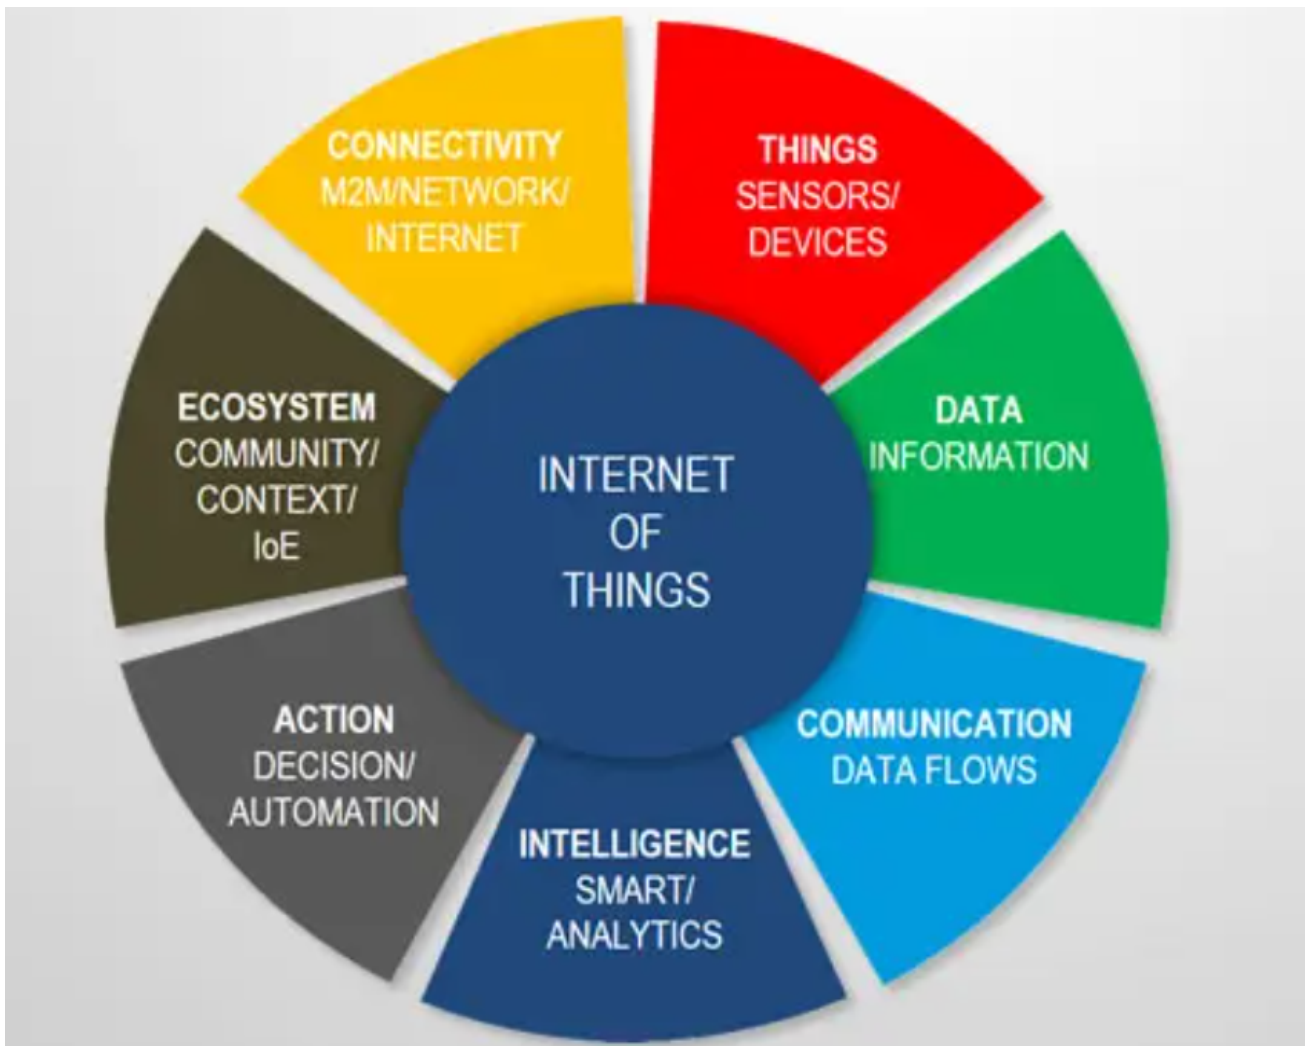 CONNECTIVITY
M2M/NETWORK/
INTERNET
THINGS
SENSORS/
DEVICES
DATA
INFORMATION
COMMUNICATION
DATA FLOWS
INTELLIGENCE
SMART/
ANALYTICS
ACTION
DECISION/
AUTOMATION
ECOSYSTEM
COMMUNITY/
CONTEXT/
IoE
INTERNET
OF
THINGS